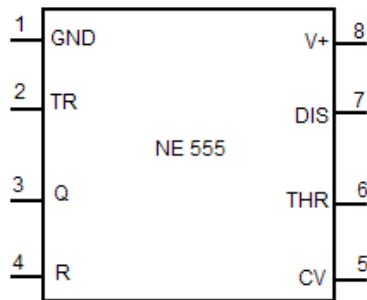 1 GND V+ 8
2 TR DIS 7
NE 555
3 Q THR 6
4 R CV 5